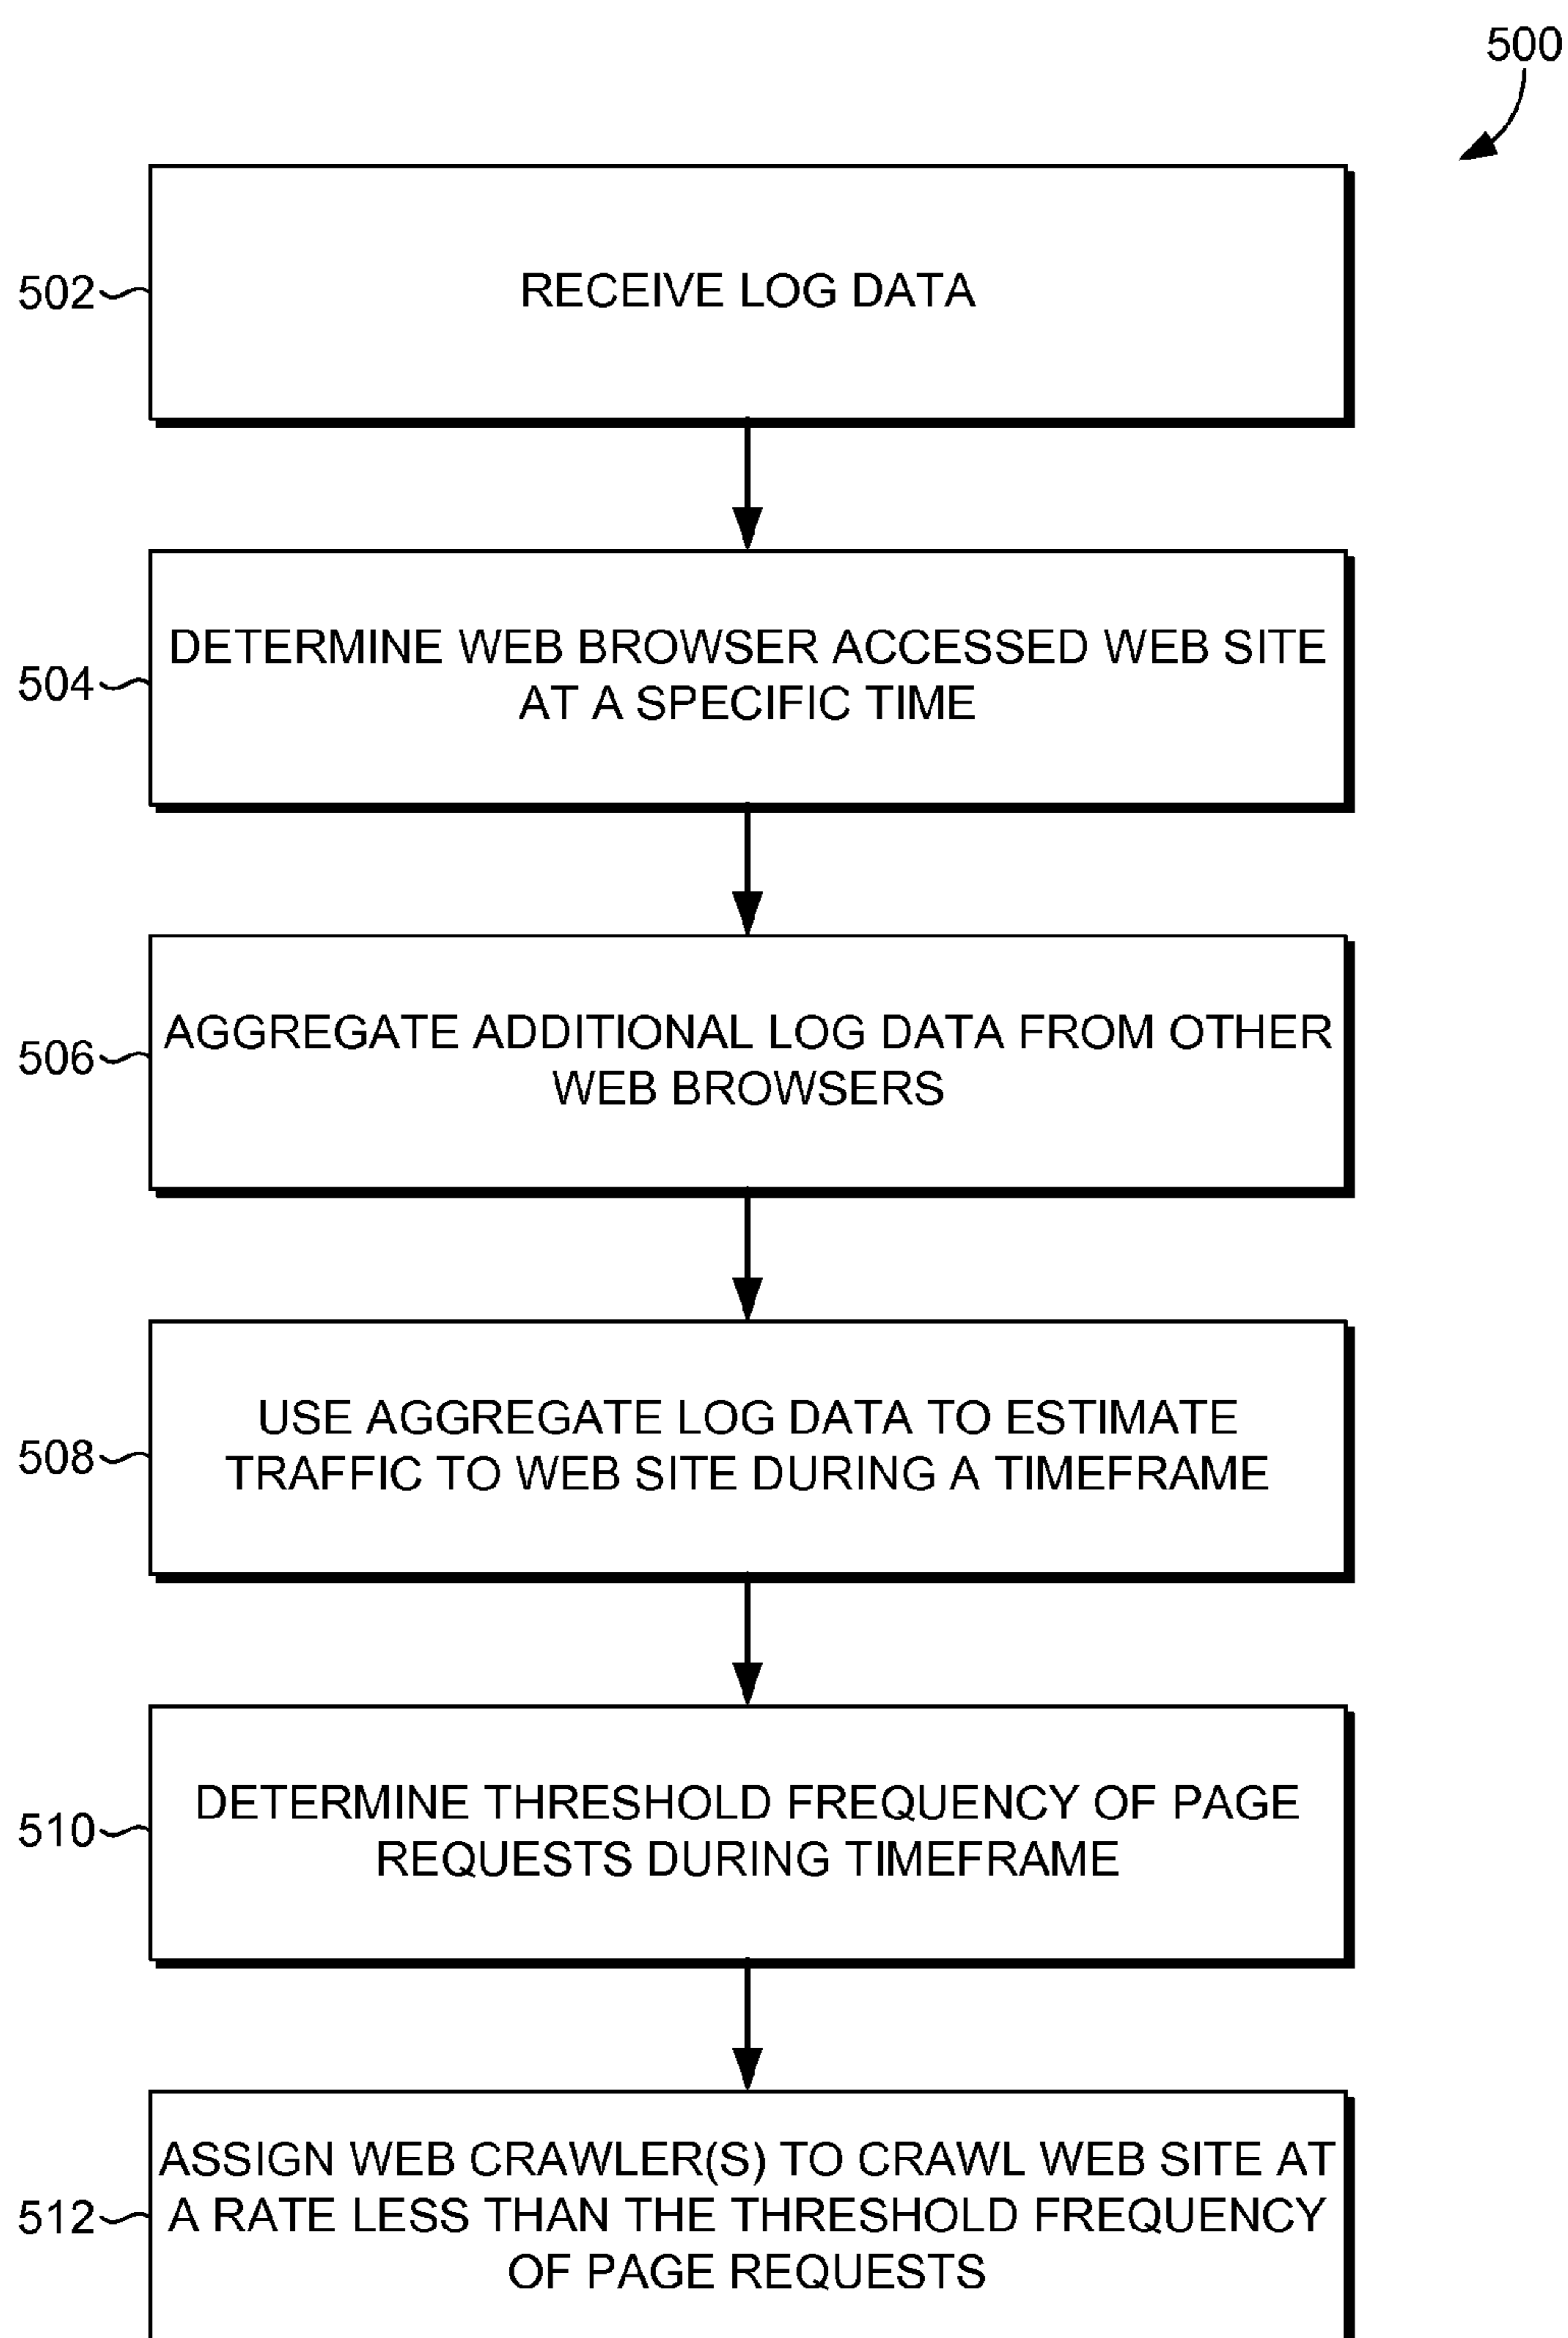 500
502
RECEIVE LOG DATA
504
DETERMINE WEB BROWSER ACCESSED WEB SITE
AT A SPECIFIC TIME
506
AGGREGATE ADDITIONAL LOG DATA FROM OTHER
WEB BROWSERS
508
USE AGGREGATE LOG DATA TO ESTIMATE
TRAFFIC TO WEB SITE DURING A TIMEFRAME
510
DETERMINE THRESHOLD FREQUENCY OF PAGE
REQUESTS DURING TIMEFRAME
512
ASSIGN WEB CRAWLER(S) TO CRAWL WEB SITE AT
A RATE LESS THAN THE THRESHOLD FREQUENCY
OF PAGE REQUESTS